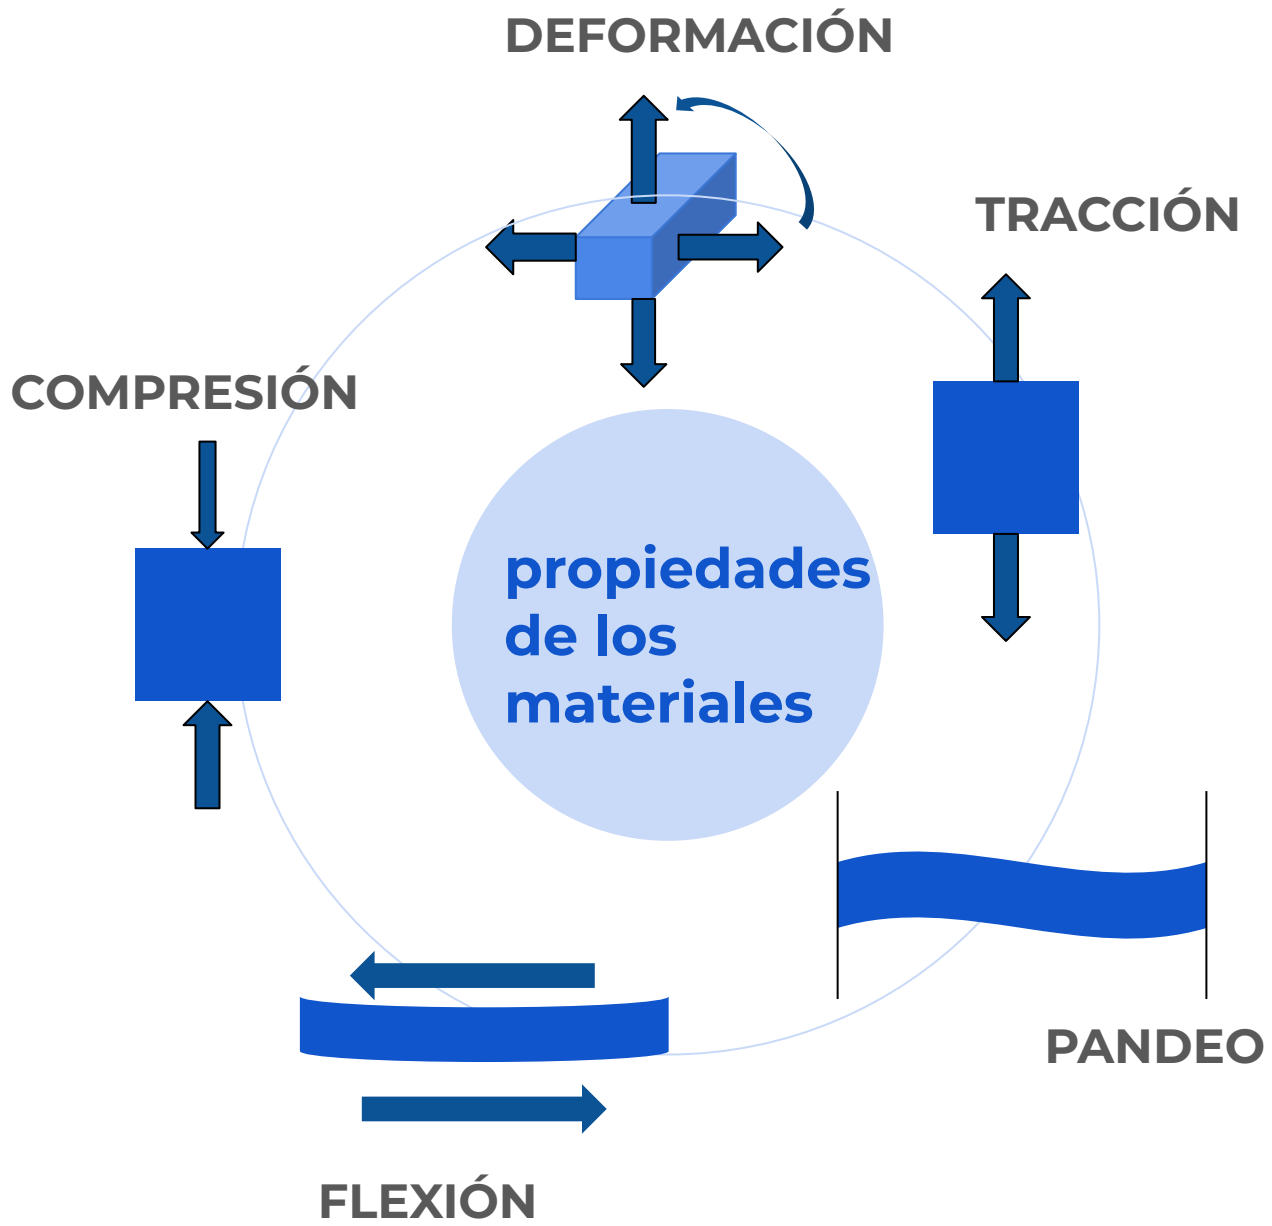 DEFORMACIÓN
TRACCIÓN
COMPRESIÓN
propiedades
de los
materiales
PANDEO
FLEXIÓN